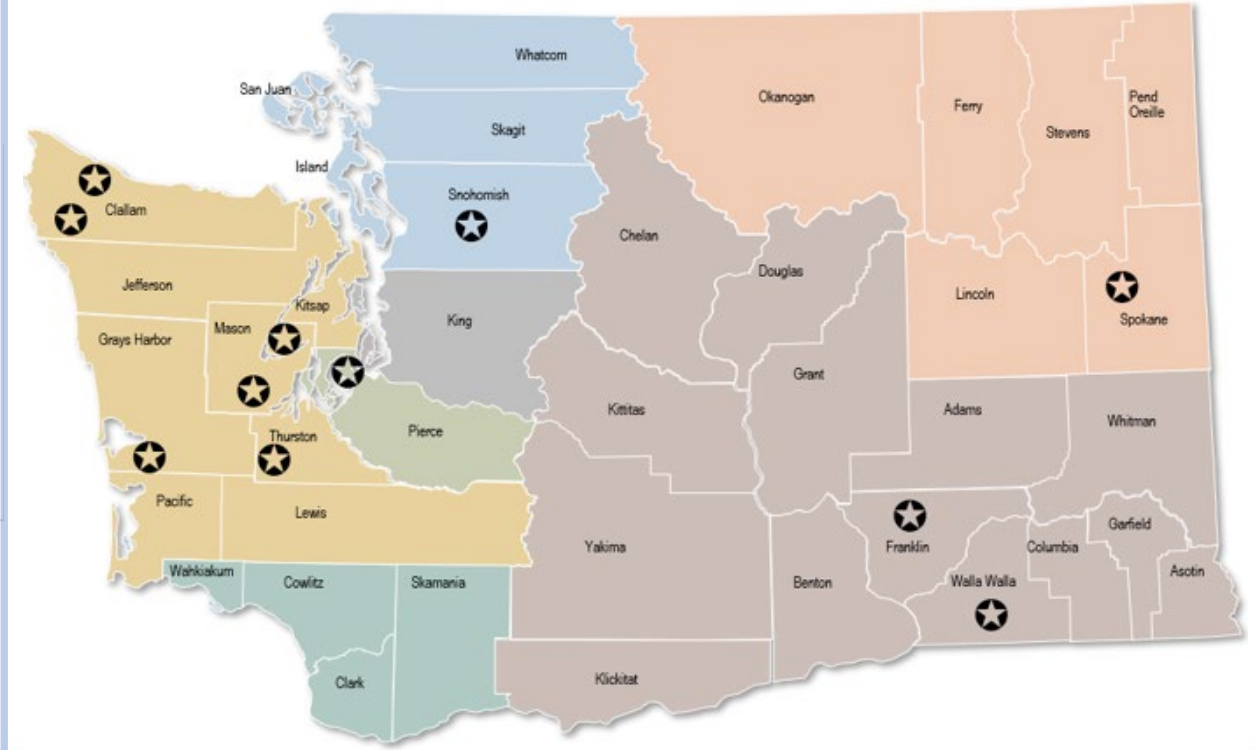 Whatcom
San Juan
Skagit
Island
Snohomish
Okanogan
Ferry
Stevens
Pend
Oreille
Clallam
Chelan
Douglas
Jefferson
Kitsap
Lincoln
Spokane
Grays Harbor
Mason
King
Grant
Kittitas
Adams
Whitman
Thurston
Pierce
Pacific
Lewis
Yakima
Franklin
Columbia
Garfield
Asotin
Wahkiakum
Cowlitz
Skamania
Benton
Walla Walla
Clark
Klickitat